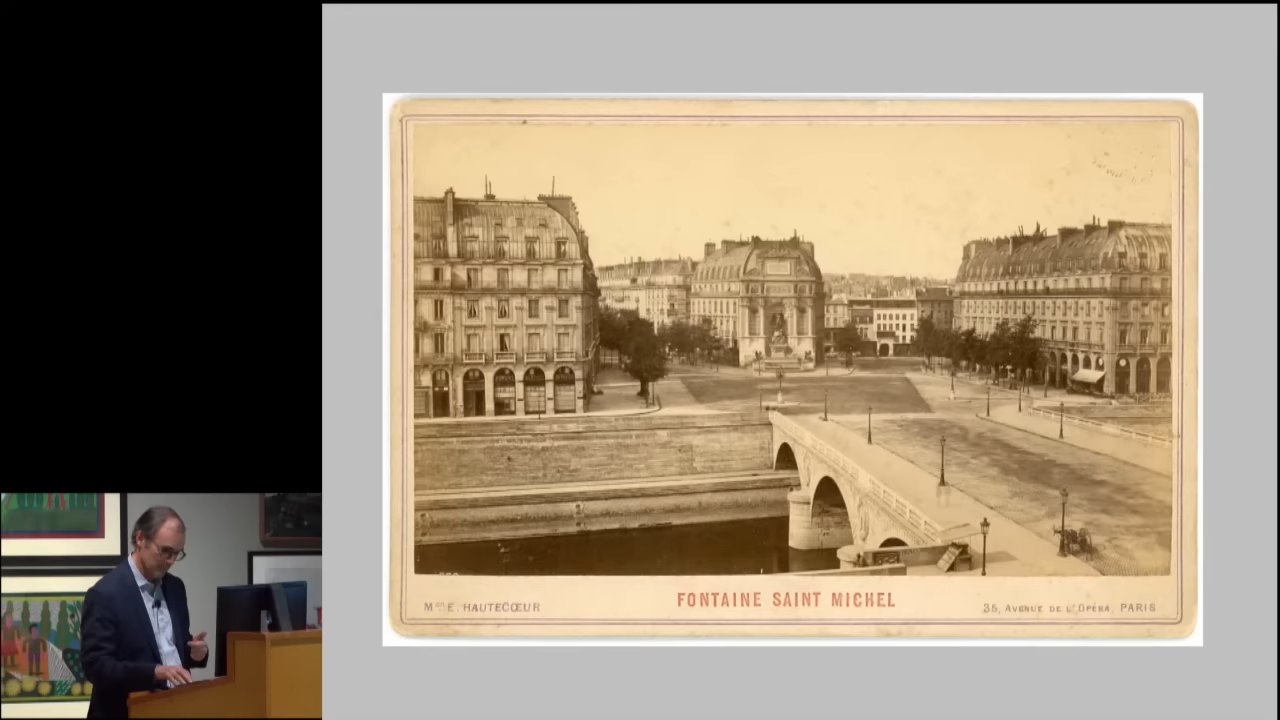 FONTAINE SAINT MICHEL
Mon E. HAUTECŒUR
35, AVENUE DE L'OPÉRA, PARIS